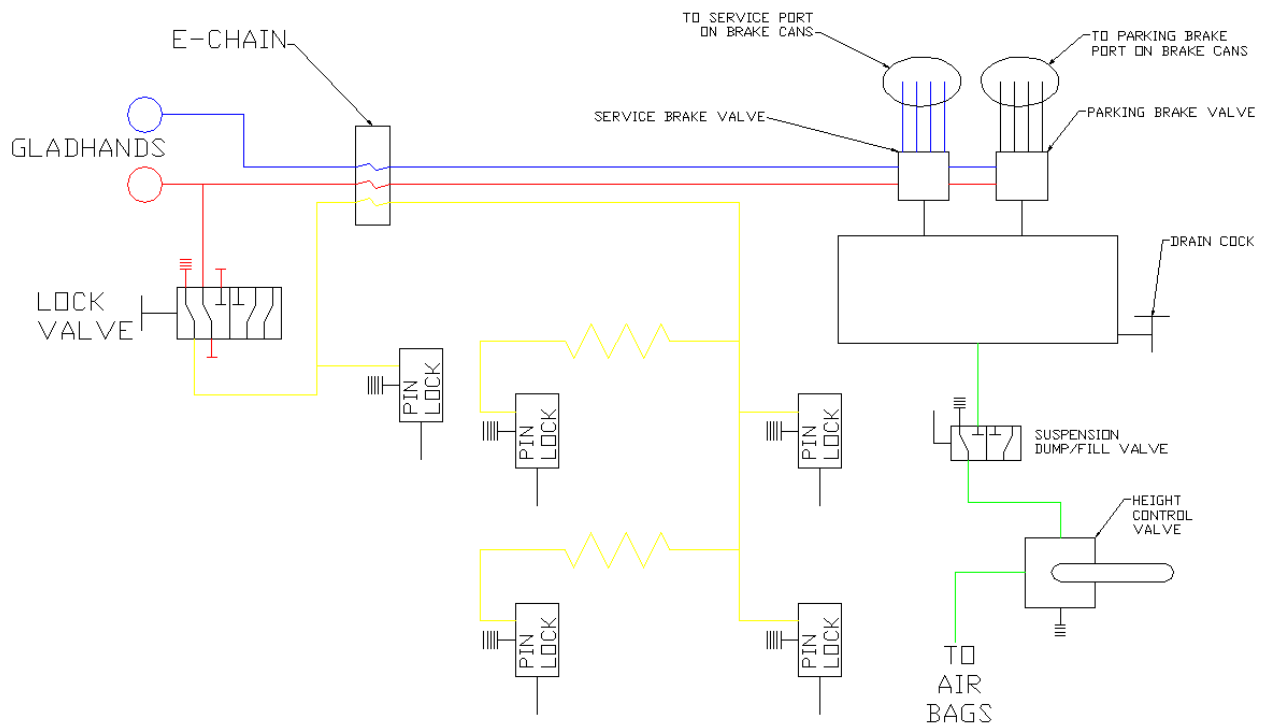 TO SERVICE PORT
ON BRAKE CANS
TO PARKING BRAKE
PORT ON BRAKE CANS
E-CHAIN
SERVICE BRAKE VALVE
PARKING BRAKE VALVE
GLADHANDS
DRAIN COCK
LOCK
VALVE
PIN
LOCK
PIN
LOCK
PIN
LOCK
SUSPENSION
DUMP/FILL VALVE
HEIGHT
CONTROL
VALVE
PIN
LOCK
PIN
LOCK
TO
AIR
BAGS